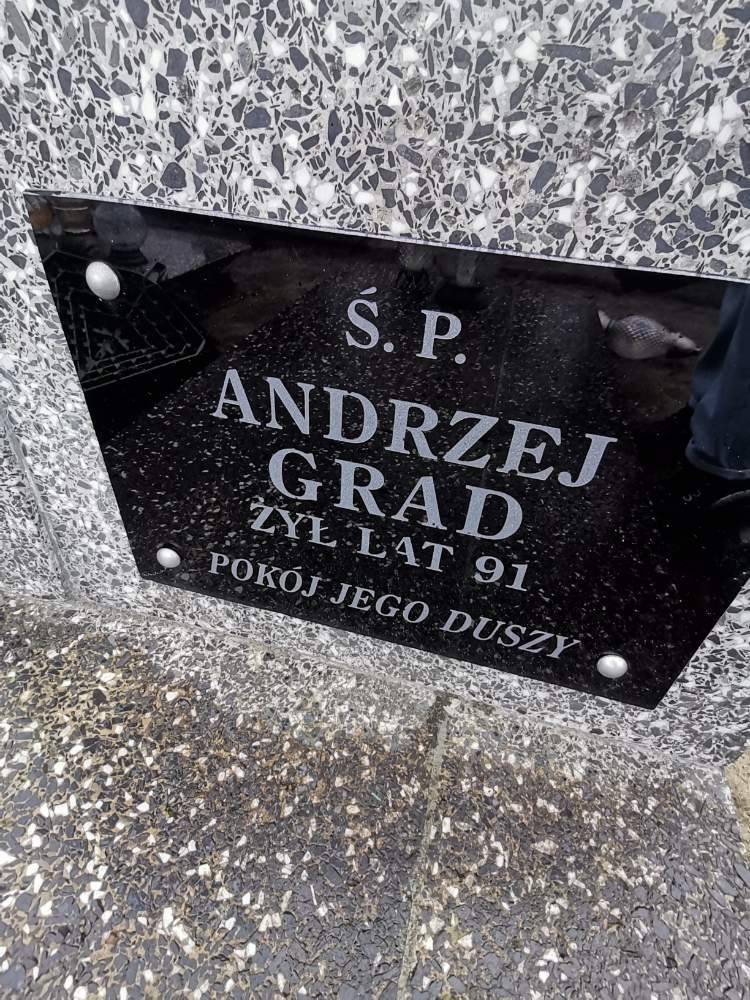 Ś. P.
ANDRZEJ
GRAD
ŻYŁ LAT 91
POKÓJ JEGO DUSZY